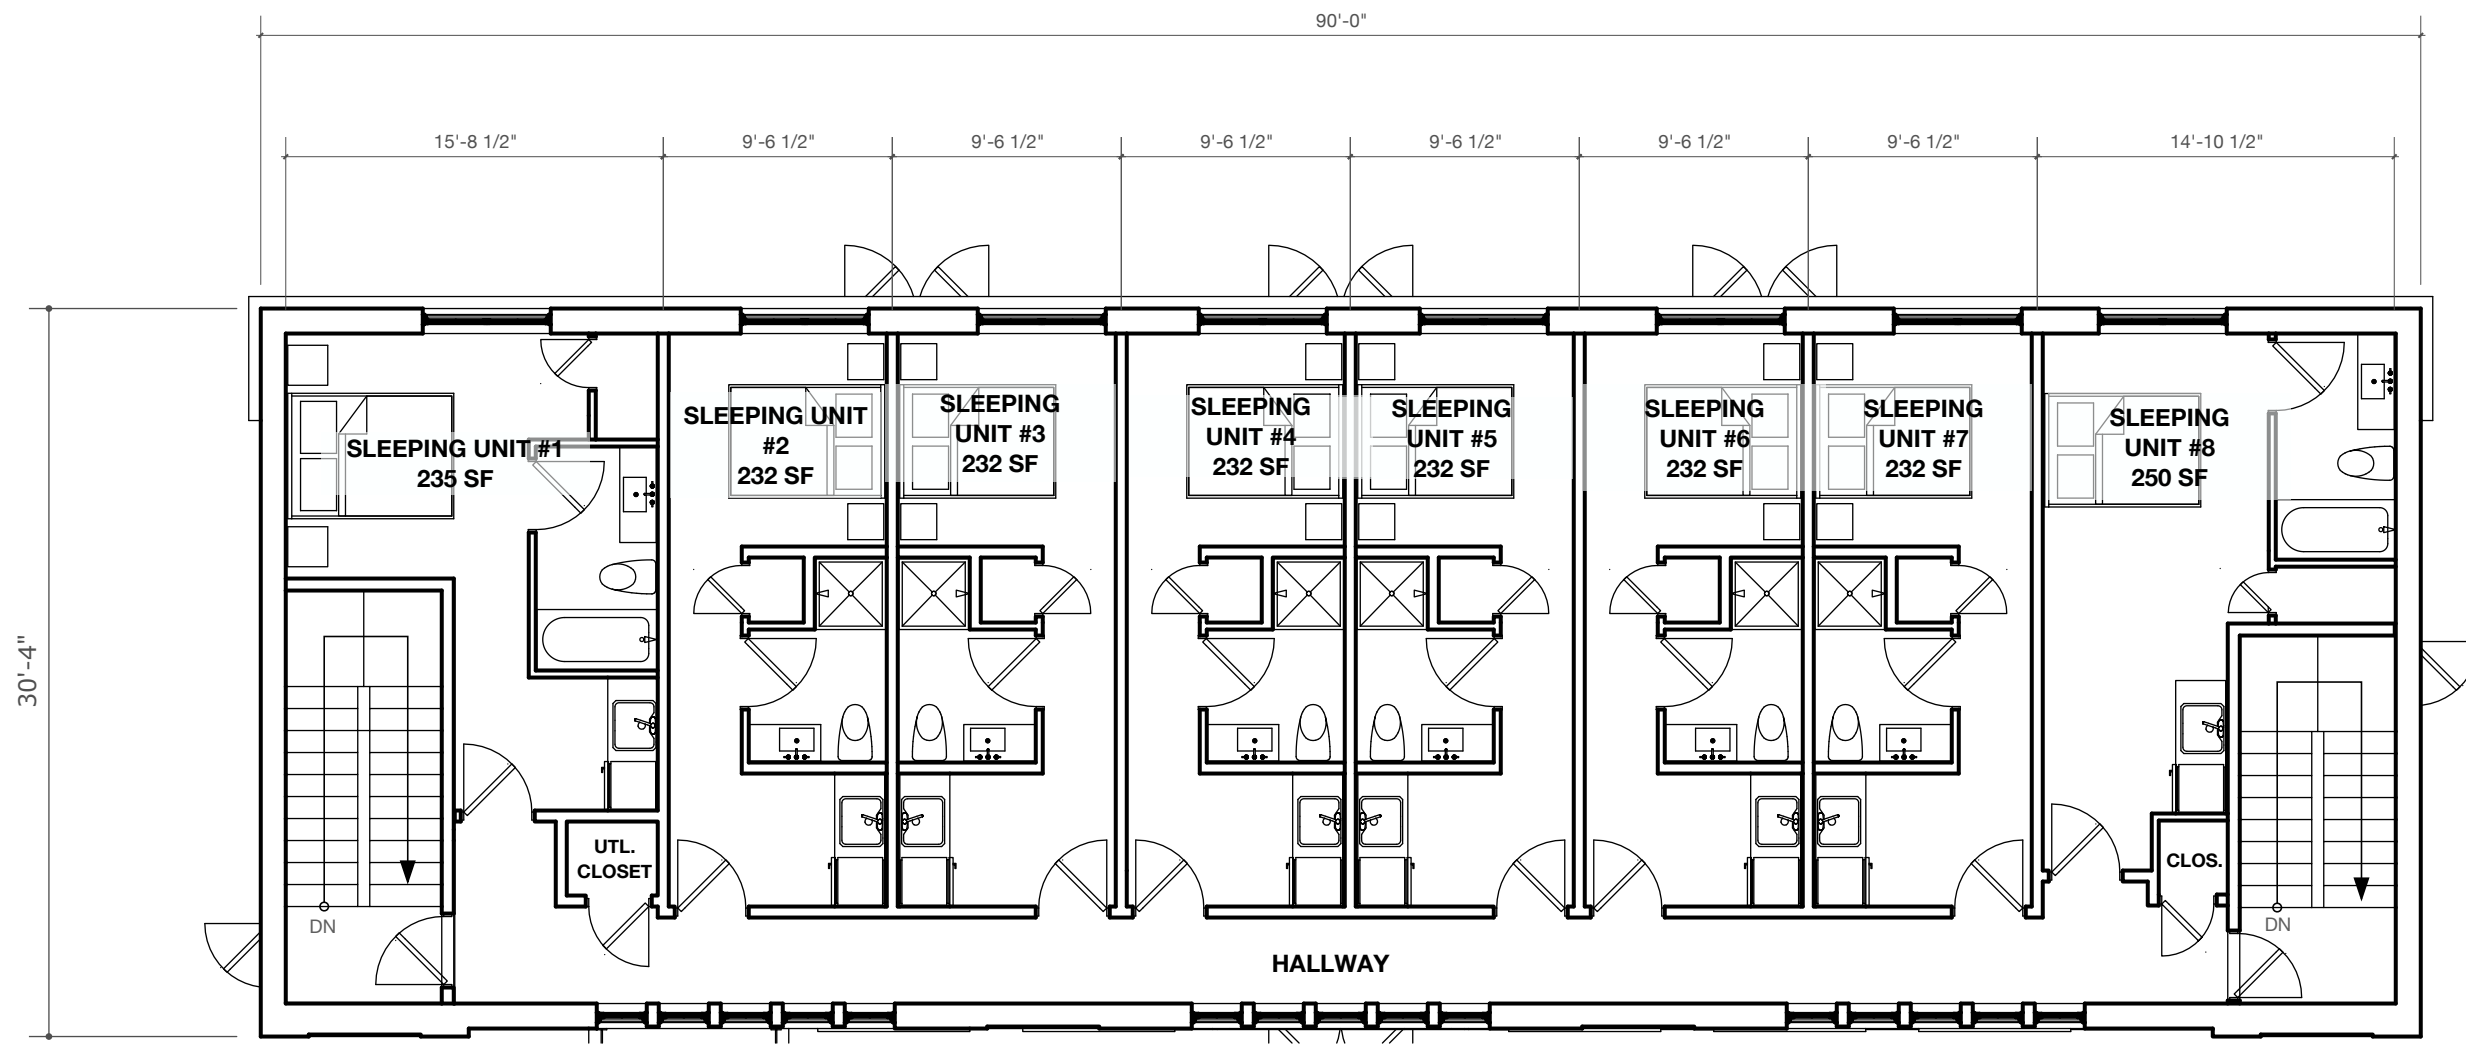 90'-0"
15'-8 1/2"
9'-6 1/2"
9'-6 1/2"
9'-6 1/2"
9'-6 1/2"
9'-6 1/2"
9'-6 1/2"
14'-10 1/2"
30'-4"
SLEEPING UNIT #1
235 SF
SLEEPING UNIT
#2
232 SF
SLEEPING
UNIT #3
232 SF
SLEEPING
UNIT #4
232 SF
SLEEPING
UNIT #5
232 SF
SLEEPING
UNIT #6
232 SF
SLEEPING
UNIT #7
232 SF
SLEEPING
UNIT #8
250 SF
UTL.
CLOSET
CLOS.
DN
DN
HALLWAY